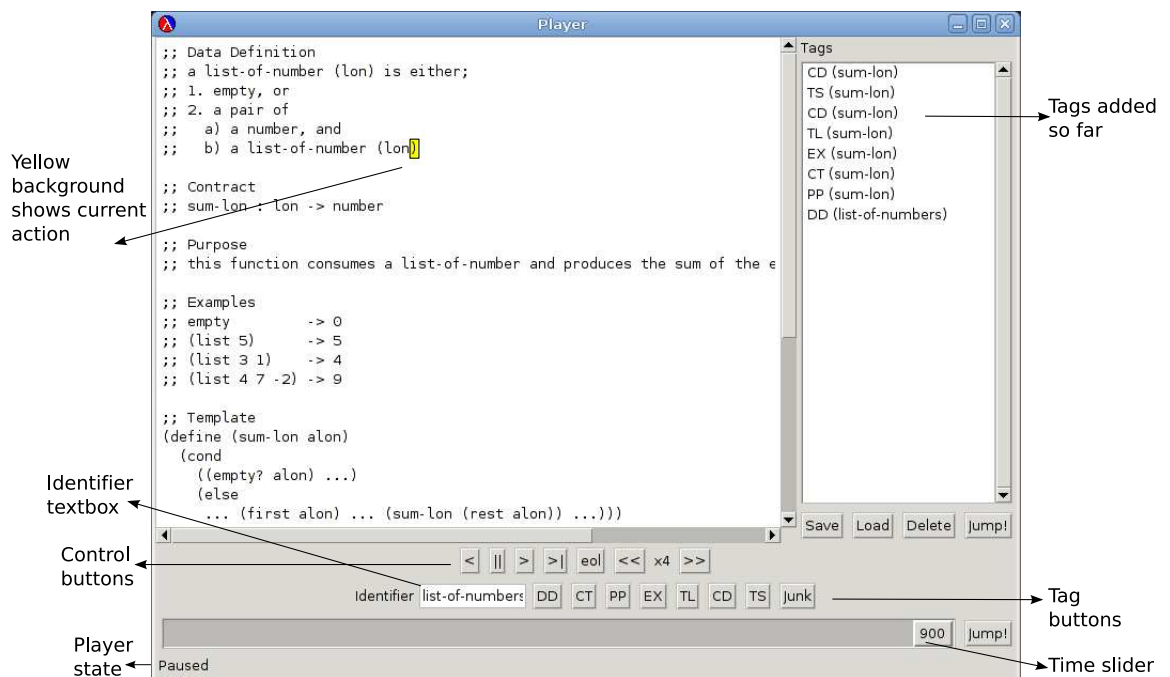 Player
;; Data Definition
;; a list-of-number (lon) is either;
;; 1. empty, or
;; 2. a pair of
;;   a) a number, and
;;   b) a list-of-number (lon)
;; Contract
;; sum-lon : lon -> number
;; Purpose
;; this function consumes a list-of-number and produces the sum of the e
;; Examples
;; empty         -> 0
;; (list 5)      -> 5
;; (list 3 1)    -> 4
;; (list 4 7 -2) -> 9
;; Template
(define (sum-lon alon)
  (cond
    ((empty? alon) ...)
    (else
     ... (first alon) ... (sum-lon (rest alon)) ...)))
Tags
CD (sum-lon)
TS (sum-lon)
CD (sum-lon)
TL (sum-lon)
EX (sum-lon)
CT (sum-lon)
PP (sum-lon)
DD (list-of-numbers)
Save Load Delete Jump!
< || > >| eol << x4 >>
Identifier list-of-numbers DD CT PP EX TL CD TS Junk
900 Jump!
Paused
Yellow
background
shows current
action
Identifier
textbox
Control
buttons
Player
state
Tags added
so far
Tag
buttons
Time slider